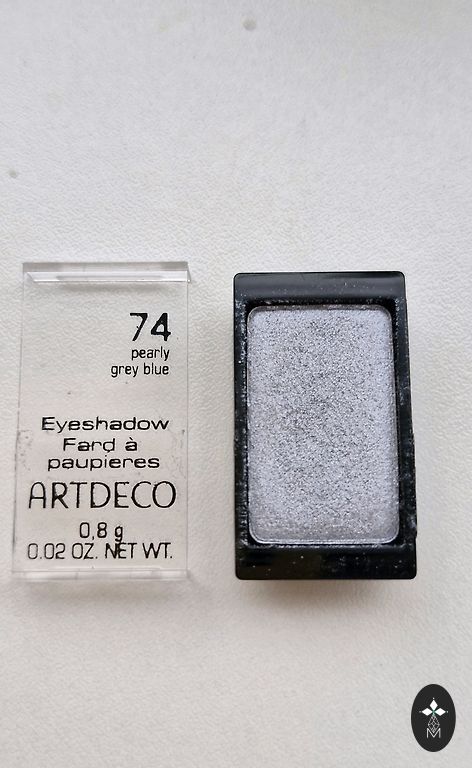 74
pearly
grey blue
Eyeshadow
Fard à
paupieres
ARTDECO
0,8 g
0.02 OZ. NET WT.
M